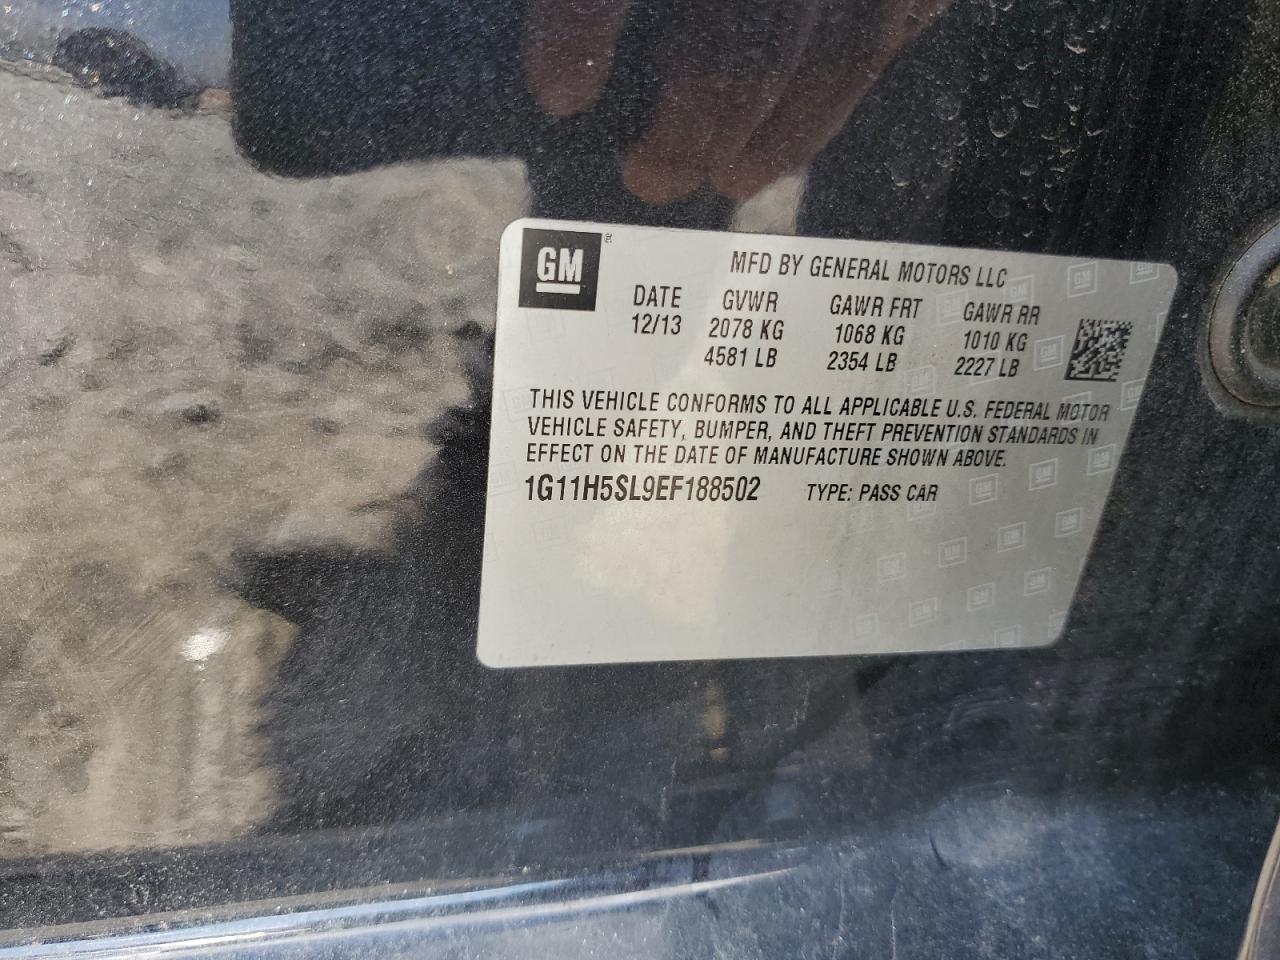 GM
MFD BY GENERAL MOTORS LLC
DATE GVWR GAWR FRT GAWR RR
12/13 2078 KG 1068 KG 1010 KG
4581 LB 2354 LB 2227 LB
THIS VEHICLE CONFORMS TO ALL APPLICABLE U.S. FEDERAL MOTOR
VEHICLE SAFETY, BUMPER, AND THEFT PREVENTION STANDARDS IN
EFFECT ON THE DATE OF MANUFACTURE SHOWN ABOVE.
1G11H5SL9EF188502 TYPE: PASS CAR